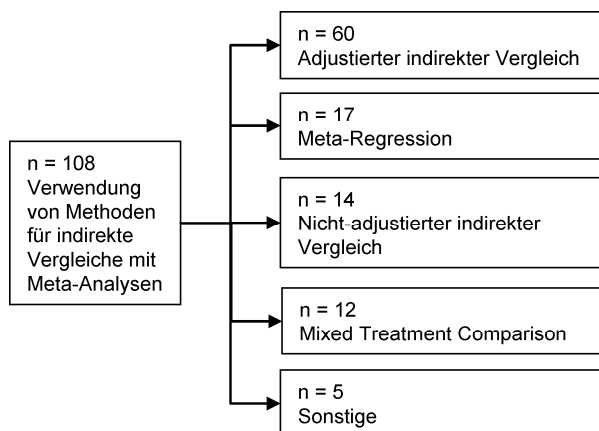 n = 60
Adjustierter indirekter Vergleich
n = 17
Meta-Regression
n = 108
Verwendung
von Methoden
für indirekte
Vergleiche mit
Meta-Analysen
n = 14
Nicht-adjustierter indirekter
Vergleich
n = 12
Mixed Treatment Comparison
n = 5
Sonstige